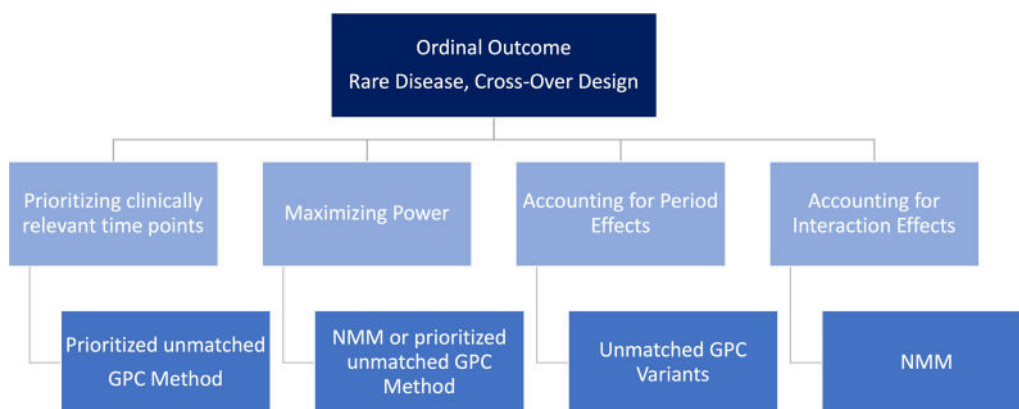 Ordinal Outcome
Rare Disease, Cross-Over Design
Prioritizing clinically
relevant time points
Maximizing Power
Accounting for Period
Effects
Accounting for
Interaction Effects
Prioritized unmatched
GPC Method
NMM or prioritized
unmatched GPC
Method
Unmatched GPC
Variants
NMM